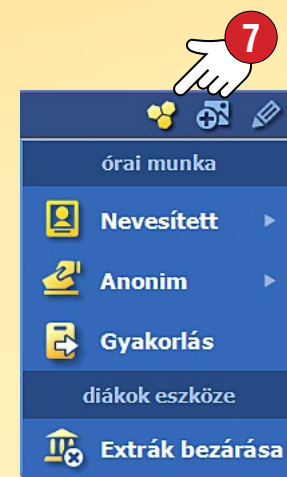 7
órai munka
Nevesített
Anonim
Gyakorlás
diákok eszköze
Extrák bezárása